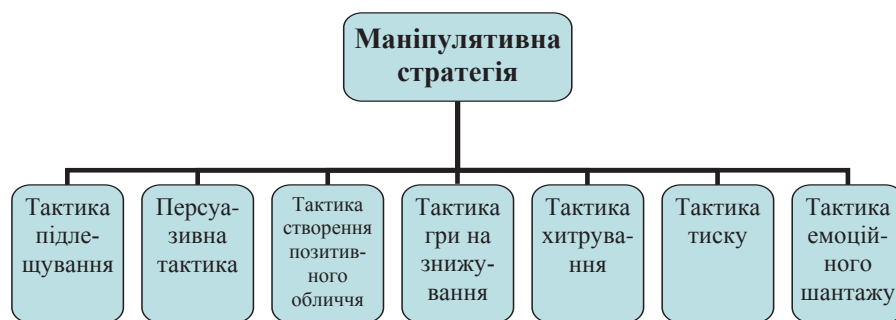 Маніпулятивна
стратегія
Тактика
підле-
щування
Персуа-
зивна
тактика
Тактика
створення
позитив-
ного
обличчя
Тактика
гри на
знижу-
вання
Тактика
хитрува-
ння
Тактика
тиску
Тактика
емоцій-
ного
шантажу